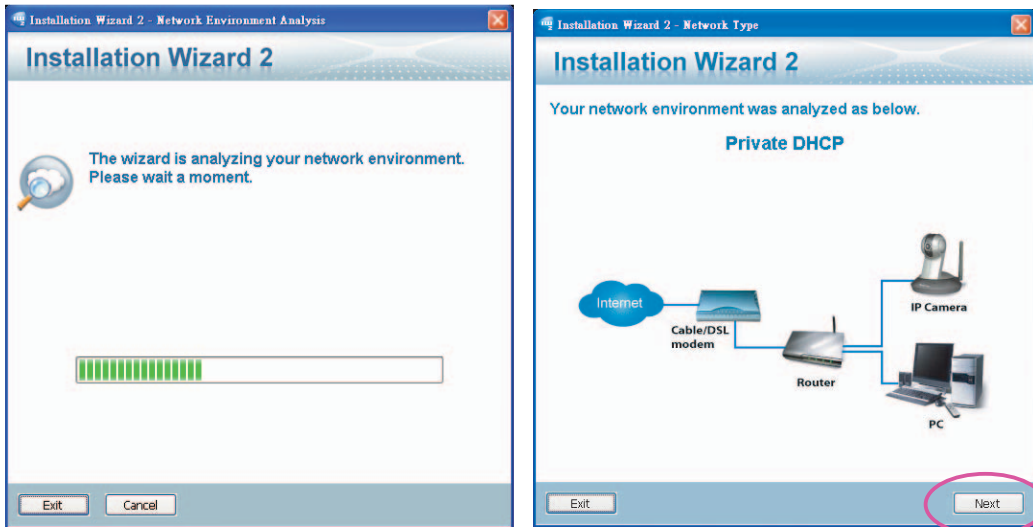 Installation Wizard 2 - Network Environment Analysis
Installation Wizard 2
The wizard is analyzing your network environment.
Please wait a moment.
Exit
Cancel
Installation Wizard 2 - Network Type
Installation Wizard 2
Your network environment was analyzed as below.
Private DHCP
Internet
Cable/DSL
modem
Router
IP Camera
PC
Exit
Next